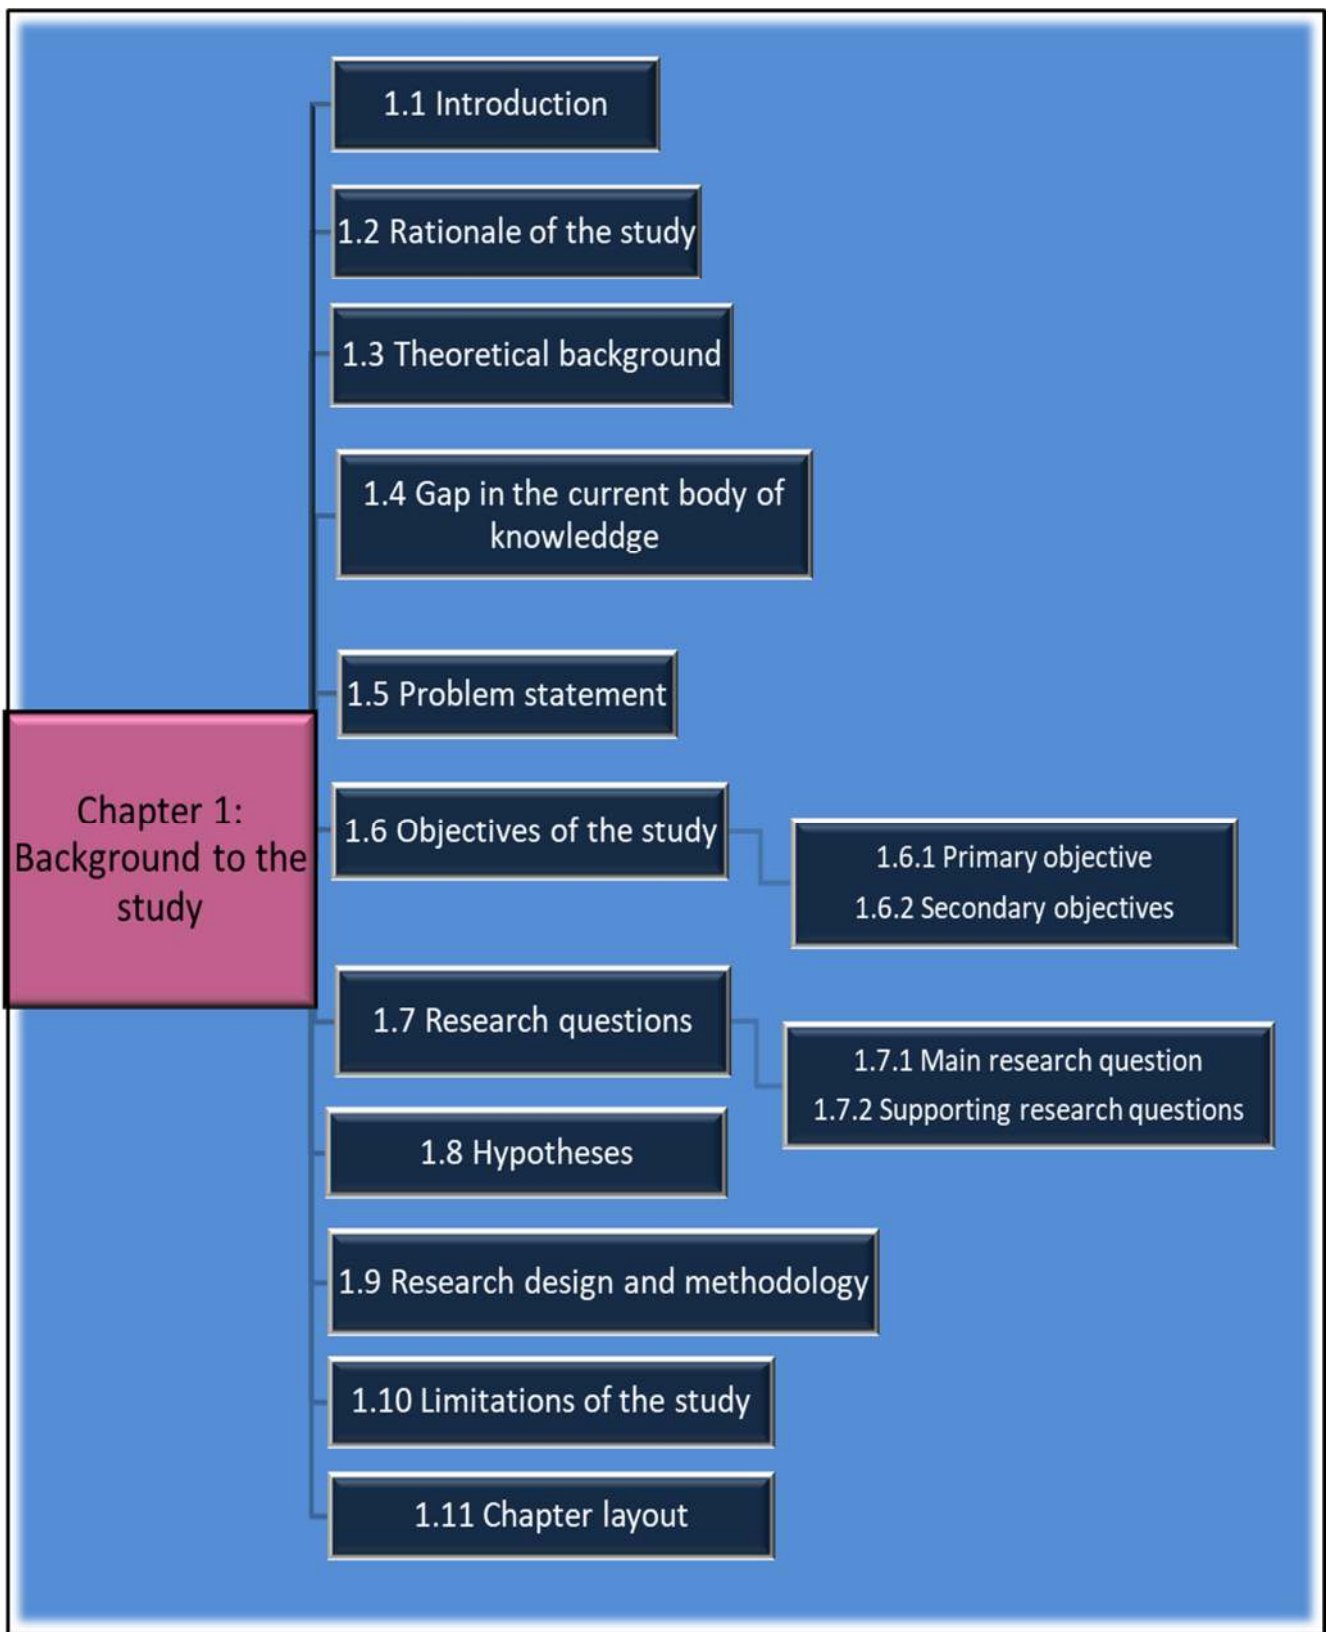 1.1 Introduction
1.2 Rationale of the study
1.3 Theoretical background
1.4 Gap in the current body of
knowleddge
1.5 Problem statement
Chapter 1:
Background to the
study
1.6 Objectives of the study
1.6.1 Primary objective
1.6.2 Secondary objectives
1.7 Research questions
1.7.1 Main research question
1.7.2 Supporting research questions
1.8 Hypotheses
1.9 Research design and methodology
1.10 Limitations of the study
1.11 Chapter layout